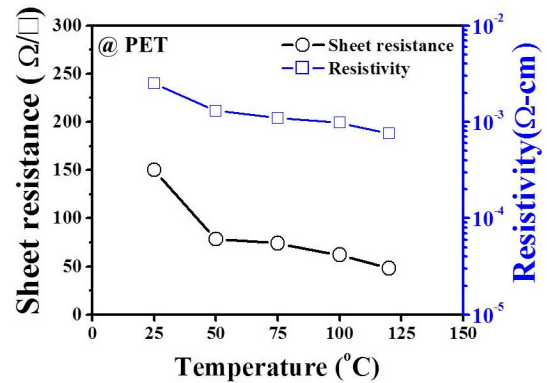 @ PET
Sheet resistance
Resistivity
Sheet resistance ( Ω/□)
300
250
200
150
100
50
0
10⁻²
10⁻³
10⁻⁴
10⁻⁵
Resistivity(Ω-cm)
0 25 50 75 100 125 150
Temperature (°C)